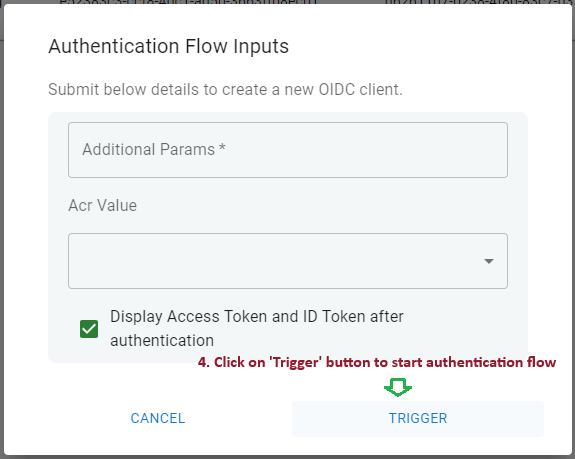 Authentication Flow Inputs
Submit below details to create a new OIDC client.
Additional Params *
Acr Value
Display Access Token and ID Token after
authentication
4. Click on 'Trigger' button to start authentication flow
CANCEL
TRIGGER